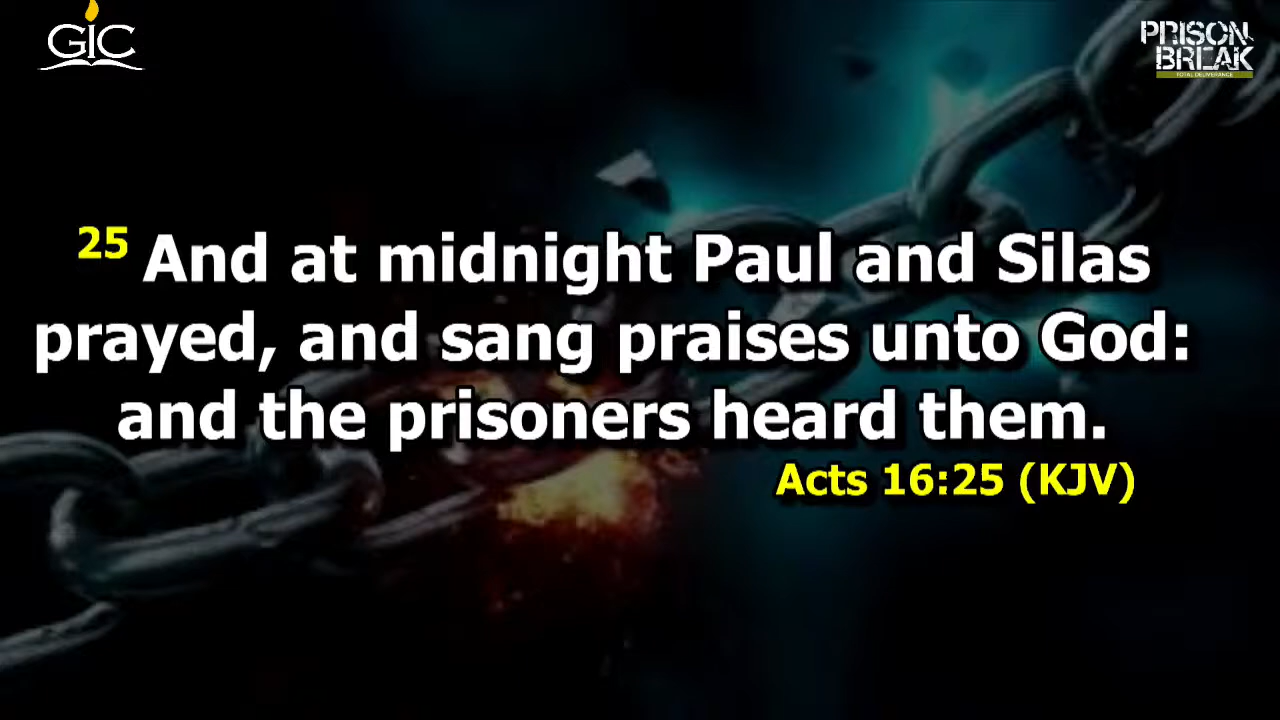 GIC
PRISON
BREAK
TOTAL DELIVERANCE
25 And at midnight Paul and Silas
prayed, and sang praises unto God:
and the prisoners heard them.
Acts 16:25 (KJV)